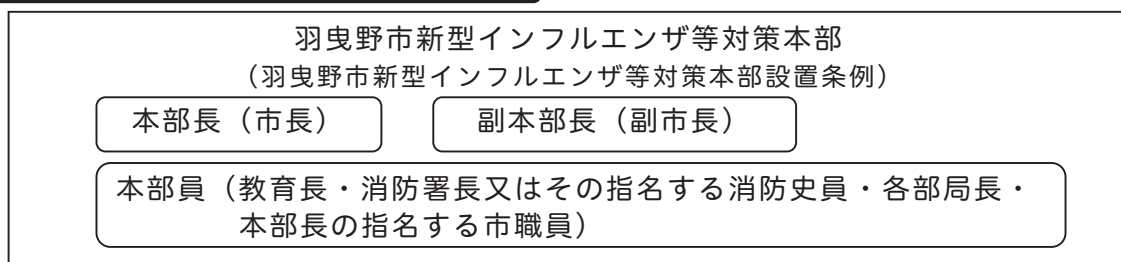 羽曳野市新型インフルエンザ等対策本部
（羽曳野市新型インフルエンザ等対策本部設置条例）
本部長（市長）
副本部長（副市長）
本部員（教育長・消防署長又はその指名する消防史員・各部局長・
本部長の指名する市職員）